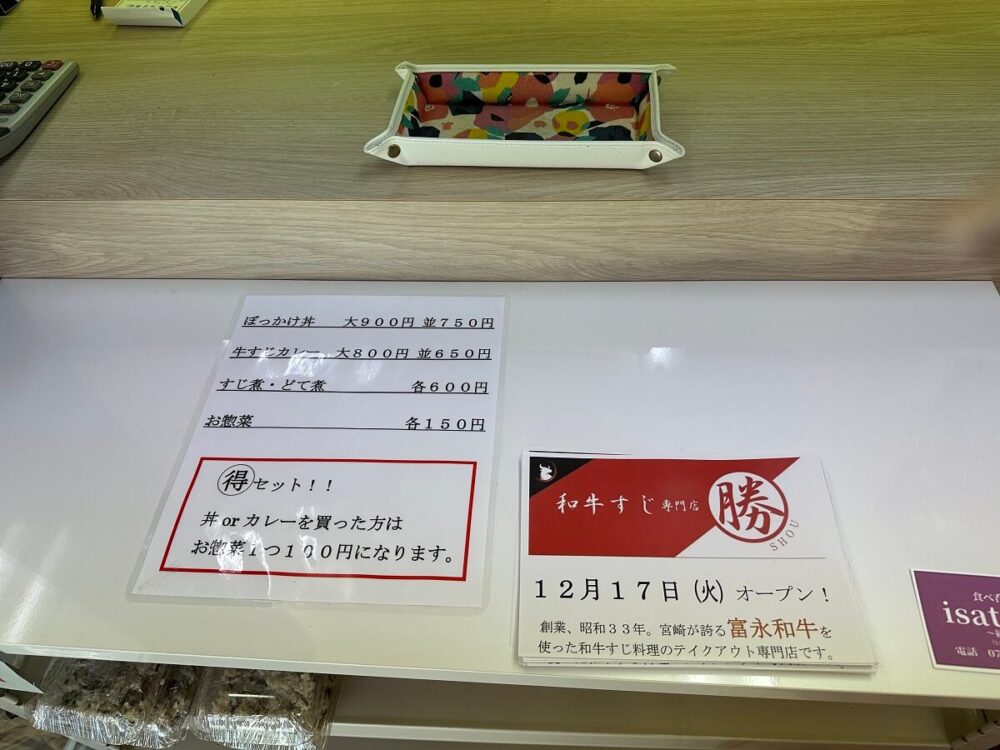 ぼっかけ丼 大９００円 並７５０円
牛すじカレー 大８００円 並６５０円
すじ煮・どて煮 各６００円
お惣菜 各１５０円
得セット！！
丼orカレーを買った方は
お惣菜１つ１００円になります。
和牛すじ専門店 勝
SHOU
１２月１７日（火）オープン！
創業、昭和３３年。宮崎が誇る富永和牛を
使った和牛すじ料理のテイクアウト専門店です。
isat
電話 07